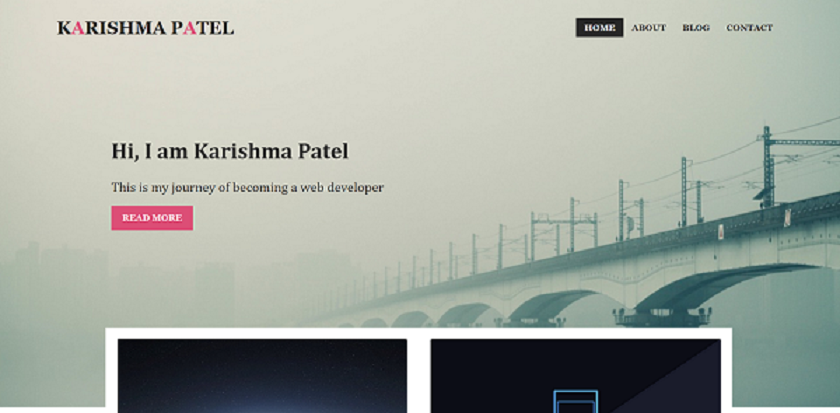 KARISHMA PATEL
HOME ABOUT BLOG CONTACT
Hi, I am Karishma Patel
This is my journey of becoming a web developer
READ MORE